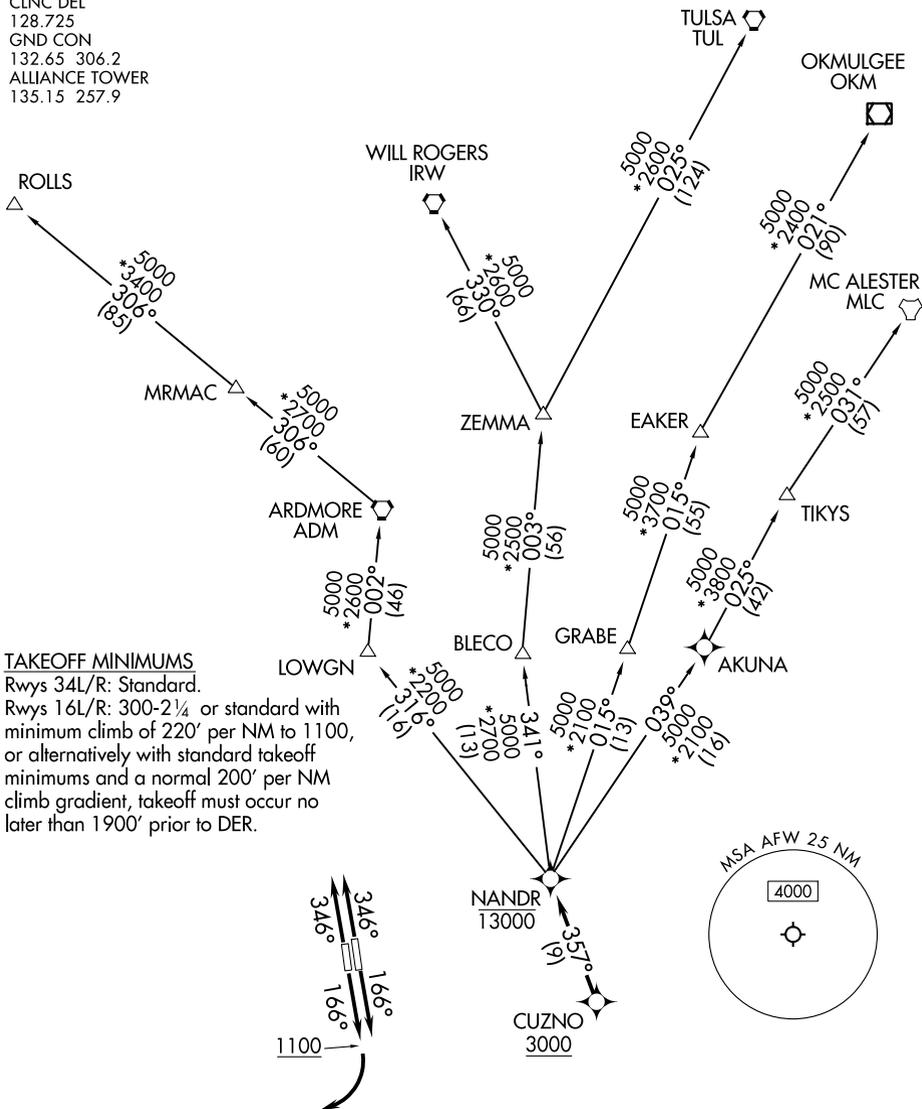 CLNC DEL
128.725
GND CON
132.65 306.2
ALLIANCE TOWER
135.15 257.9
TULSA
TUL
OKMULGEE
OKM
WILL ROGERS
IRW
ROLLS
MC ALESTER
MLC
5000
*2600
025°
(124)
5000
*2400
021°
(90)
5000
*2600
330°
(66)
5000
*3400
306°
(85)
MRMAC
5000
*2700
306°
(60)
ZEMMA
EAKER
5000
*2500
031°
(57)
TIKYS
ARDMORE
ADM
5000
*2500
003°
(56)
5000
*3700
015°
(55)
5000
*3800
025°
(42)
5000
*2600
002°
(46)
LOWGN
BLECO
GRABE
AKUNA
5000
*2200
316°
(16)
341°
5000
*2700
(13)
5000
*2100
015°
(13)
039°
5000
*2100
(16)
TAKEOFF MINIMUMS
Rwys 34L/R: Standard.
Rwys 16L/R: 300-2¼ or standard with
minimum climb of 220' per NM to 1100,
or alternatively with standard takeoff
minimums and a normal 200' per NM
climb gradient, takeoff must occur no
later than 1900' prior to DER.
NANDR
13000
357°
(9)
CUZNO
3000
346°
346°
166°
166°
1100
MSA AFW 25 NM
4000